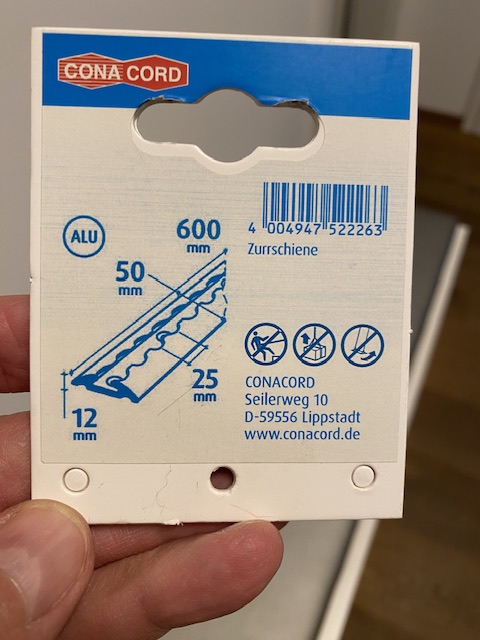 CONA CORD
4 004947 522263
Zurrschiene
ALU
600
mm
50
mm
25
mm
12
mm
CONACORD
Seilerweg 10
D-59556 Lippstadt
www.conacord.de